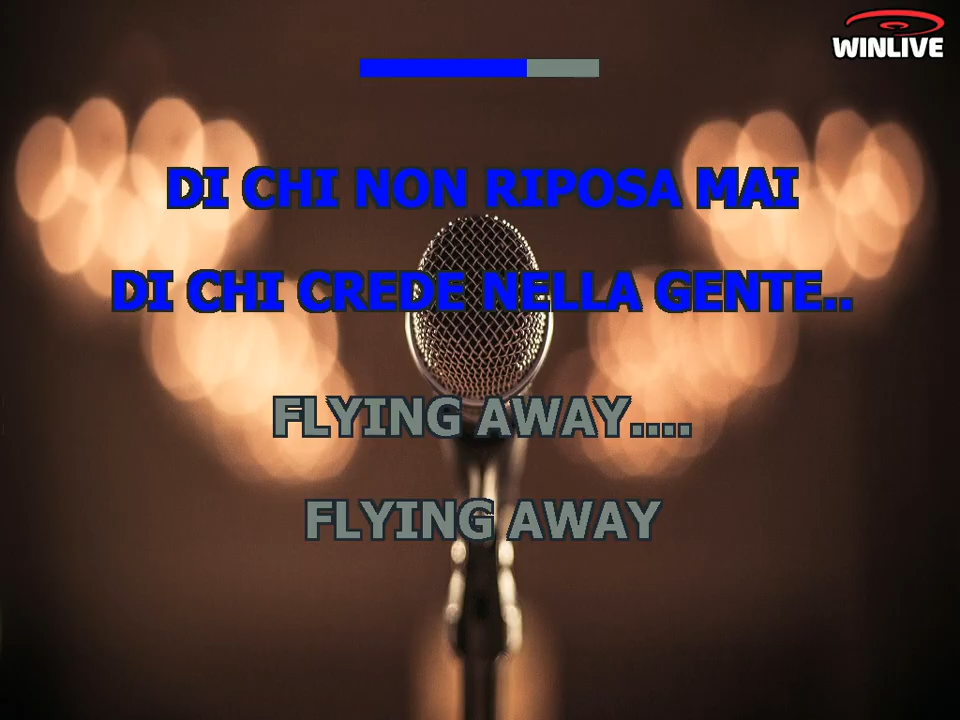 WINLIVE
DI CHI NON RIPOSA MAI
DI CHI CREDE NELLA GENTE..
FLYING AWAY....
FLYING AWAY